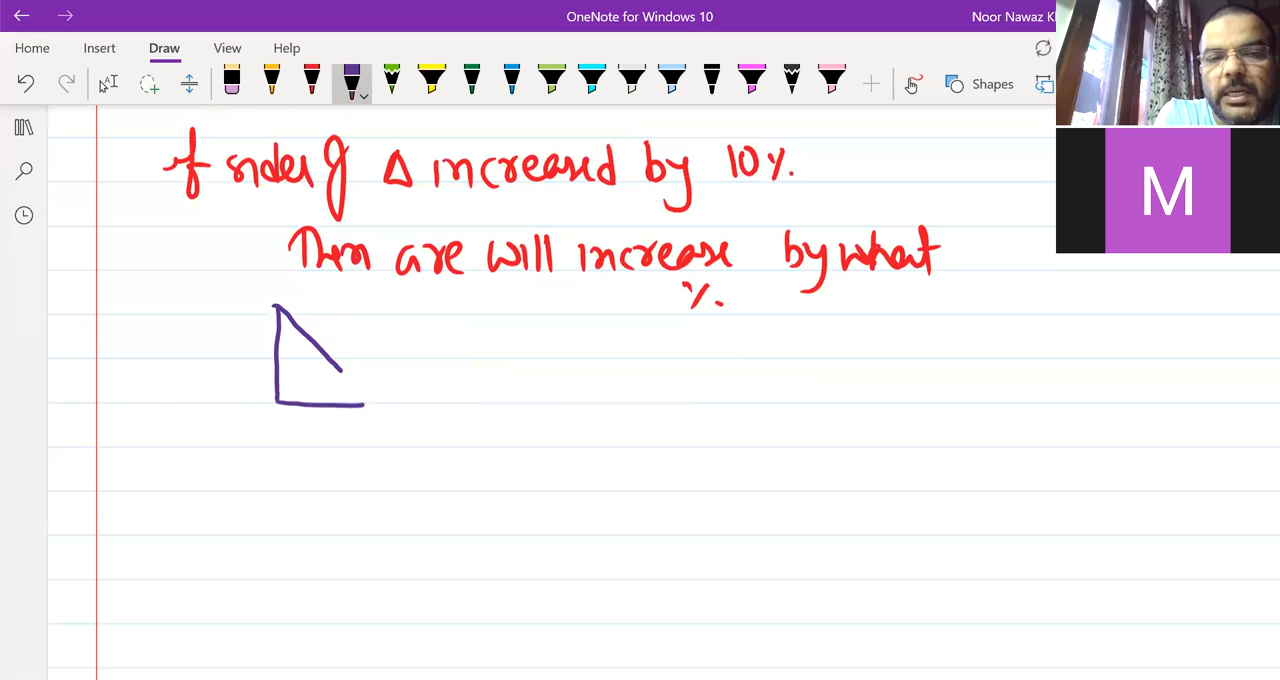 OneNote for Windows 10
Noor Nawaz Kh
Home Insert Draw View Help
Shapes
If sides of Δ increased by 10%.
Then are will increase by what
%.
M